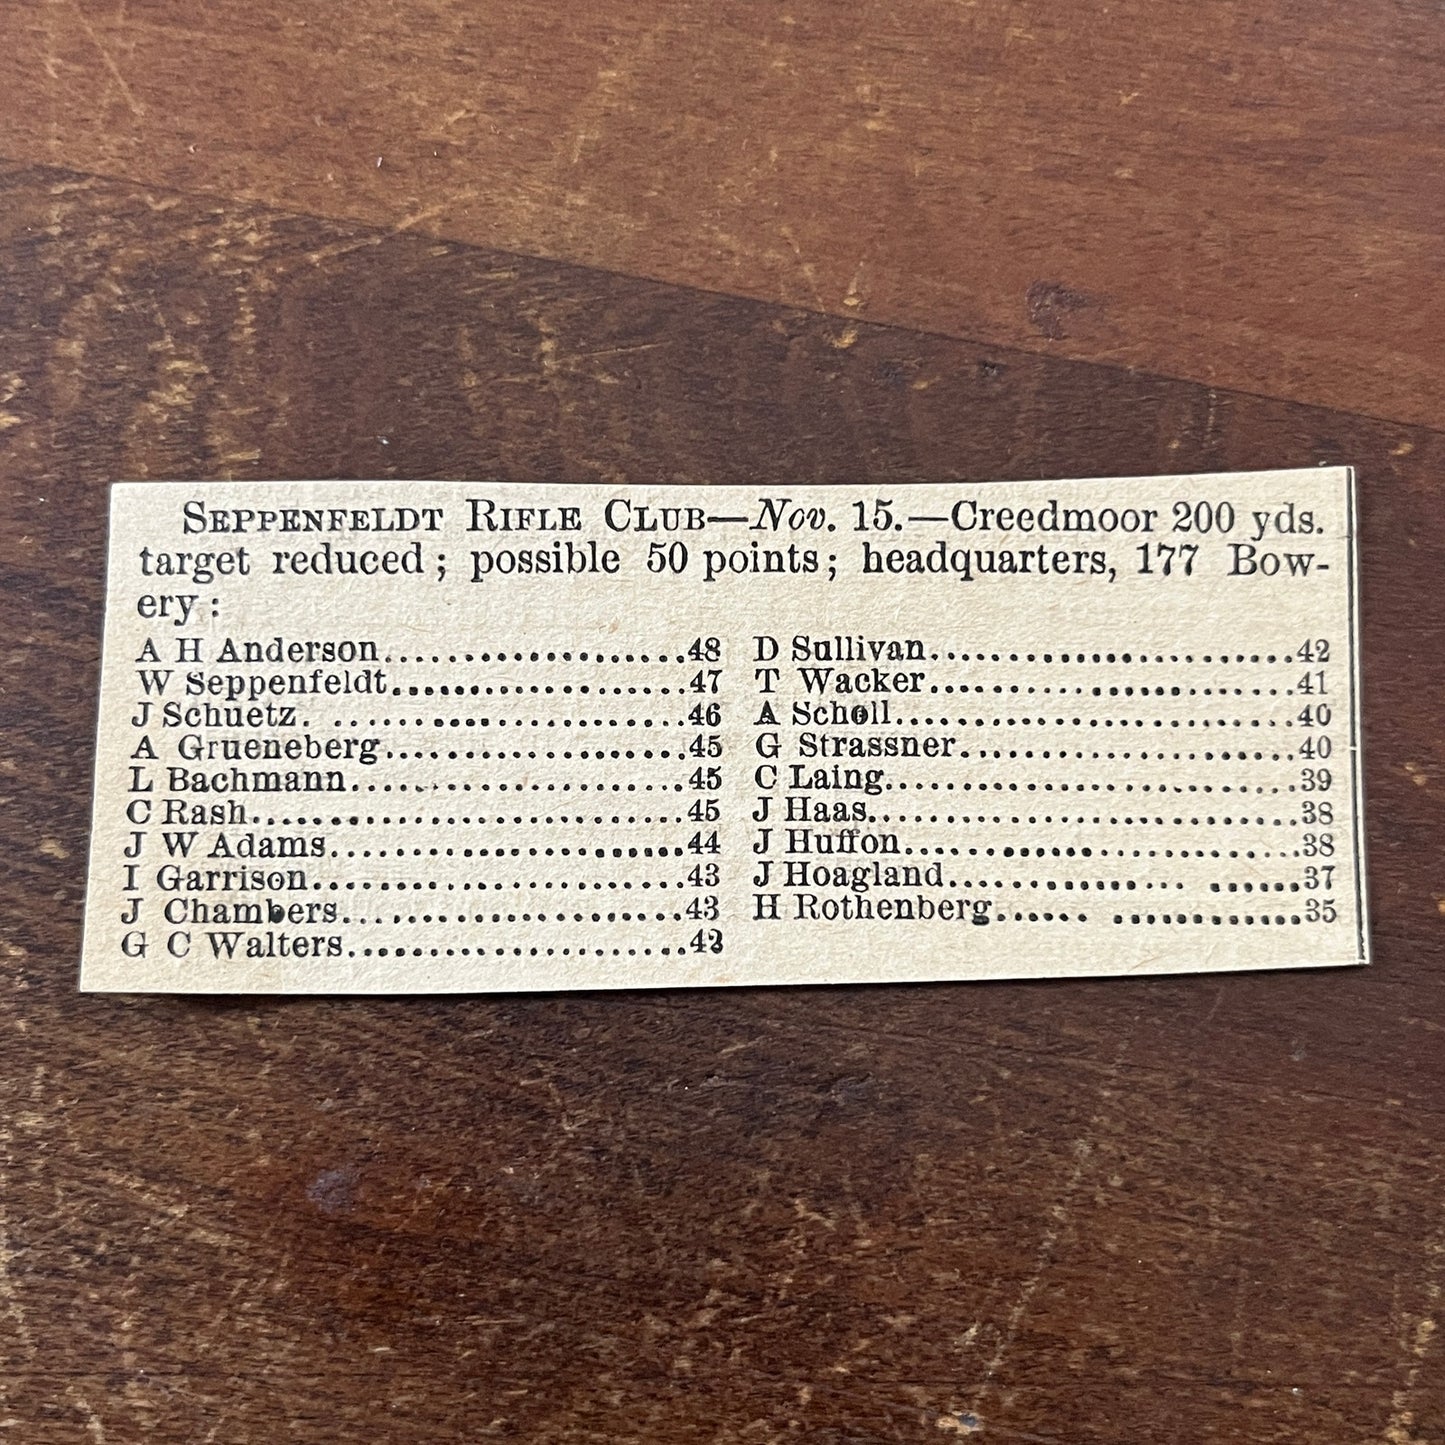 SEPPENFELDT RIFLE CLUB—Nov. 15.—Creedmoor 200 yds.
target reduced; possible 50 points; headquarters, 177 Bow-
ery:
A H Anderson....................48
W Seppenfeldt....................47
J Schuetz. .......................46
A Grueneberg.....................45
L Bachmann......................45
C Rash............................45
J W Adams.......................44
I Garrison........................43
J Chambers......................43
G C Walters......................42
D Sullivan........................42
T Wacker........................41
A Scholl..........................40
G Strassner......................40
C Laing...........................39
J Haas............................38
J Huffon..........................38
J Hoagland............... ......37
H Rothenberg...... ............35